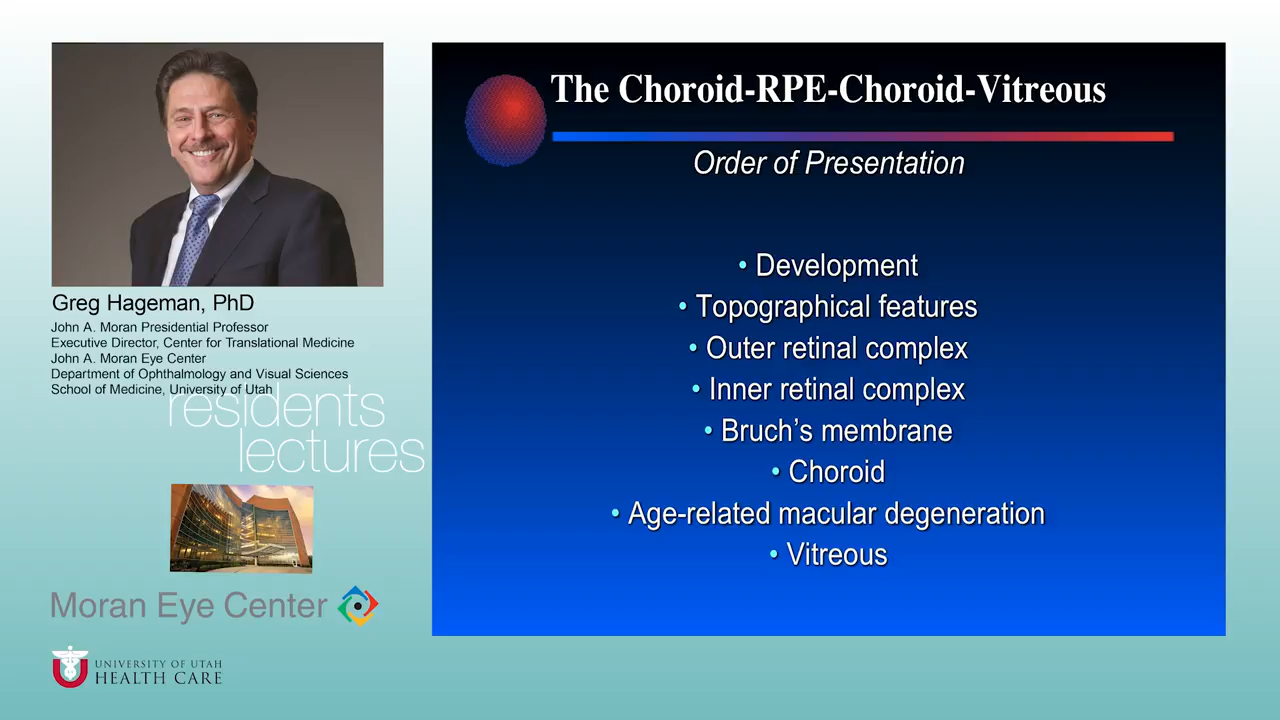 Greg Hageman, PhD
John A. Moran Presidential Professor
Executive Director, Center for Translational Medicine
John A. Moran Eye Center
Department of Ophthalmology and Visual Sciences
School of Medicine, University of Utah
residents
lectures
Moran Eye Center
UNIVERSITY OF UTAH
HEALTH CARE
The Choroid-RPE-Choroid-Vitreous
Order of Presentation
• Development
• Topographical features
• Outer retinal complex
• Inner retinal complex
• Bruch’s membrane
• Choroid
• Age-related macular degeneration
• Vitreous